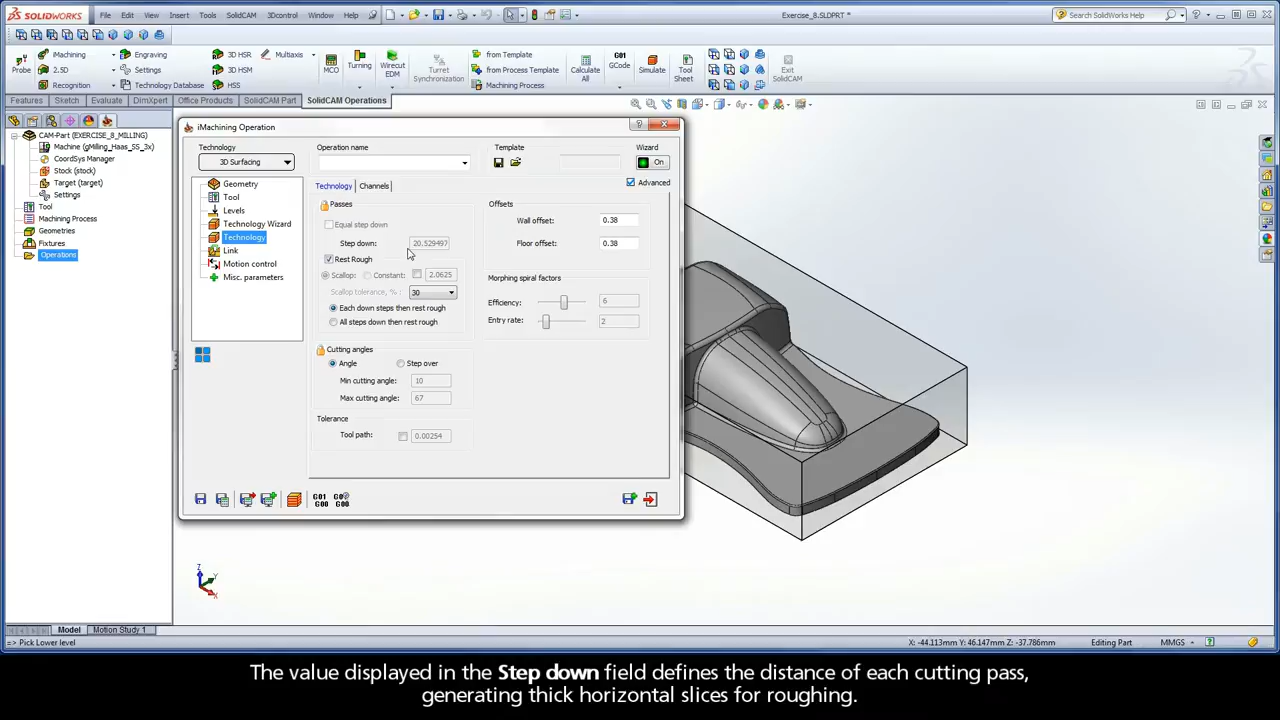 SOLIDWORKS File Edit View Insert Tools SolidCAM 3Dcontrol Window Help Exercise_8.SLDPRT * Search SolidWorks Help
Probe iMachining 2.5D Recognition Engraving Settings Technology Database 3D HSR 3D HSM HSS Multiaxis MCO Turning Wirecut EDM Turret Synchronization from Template from Process Template Machining Process Calculate All G01 GCode Simulate Tool Sheet Exit SolidCAM
Features Sketch Evaluate DimXpert Office Products SolidCAM Part SolidCAM Operations
CAM-Part (EXERCISE_8_MILLING)
Machine (gMilling_Haas_SS_3x)
CoordSys Manager
Stock (stock)
Target (target)
Settings
Tool
Machining Process
Geometries
Fixtures
Operations
iMachining Operation
Technology
3D Surfacing
Operation name
Template
Wizard
On
Advanced
Geometry
Tool
Levels
Technology Wizard
Technology
Link
Motion control
Misc. parameters
Technology Channels
Passes
Equal step down
Step down: 20.529497
Rest Rough
Scallop: Constant: 2.0625
Scallop tolerance, % : 30
Each down steps then rest rough
All steps down then rest rough
Cutting angles
Angle Step over
Min cutting angle: 10
Max cutting angle: 67
Tolerance
Tool path: 0.00254
Offsets
Wall offset: 0.38
Floor offset: 0.38
Morphing spiral factors
Efficiency: 6
Entry rate: 2
G01 G00
Z
Y
X
Model Motion Study 1
=> Pick Lower level X: -44.113mm Y: 46.147mm Z: -37.786mm Editing Part MMGS
The value displayed in the Step down field defines the distance of each cutting pass,
generating thick horizontal slices for roughing.